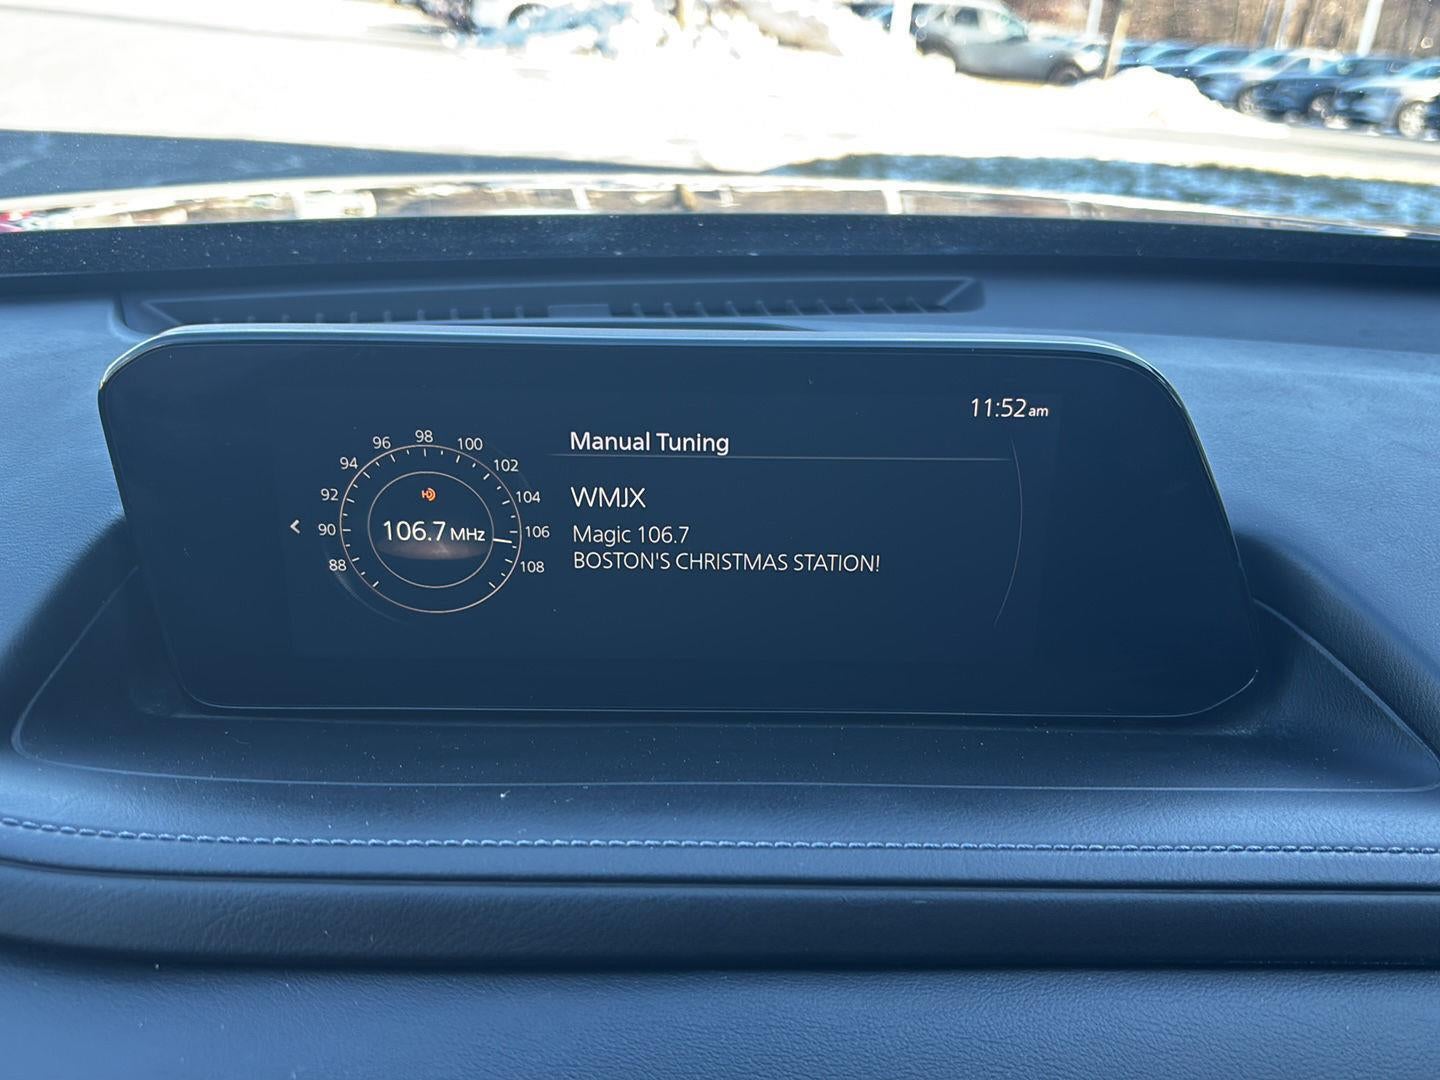 11:52am
Manual Tuning
88
90
92
94
96
98
100
102
104
106
108
HD
106.7 MHz
WMJX
Magic 106.7
BOSTON'S CHRISTMAS STATION!